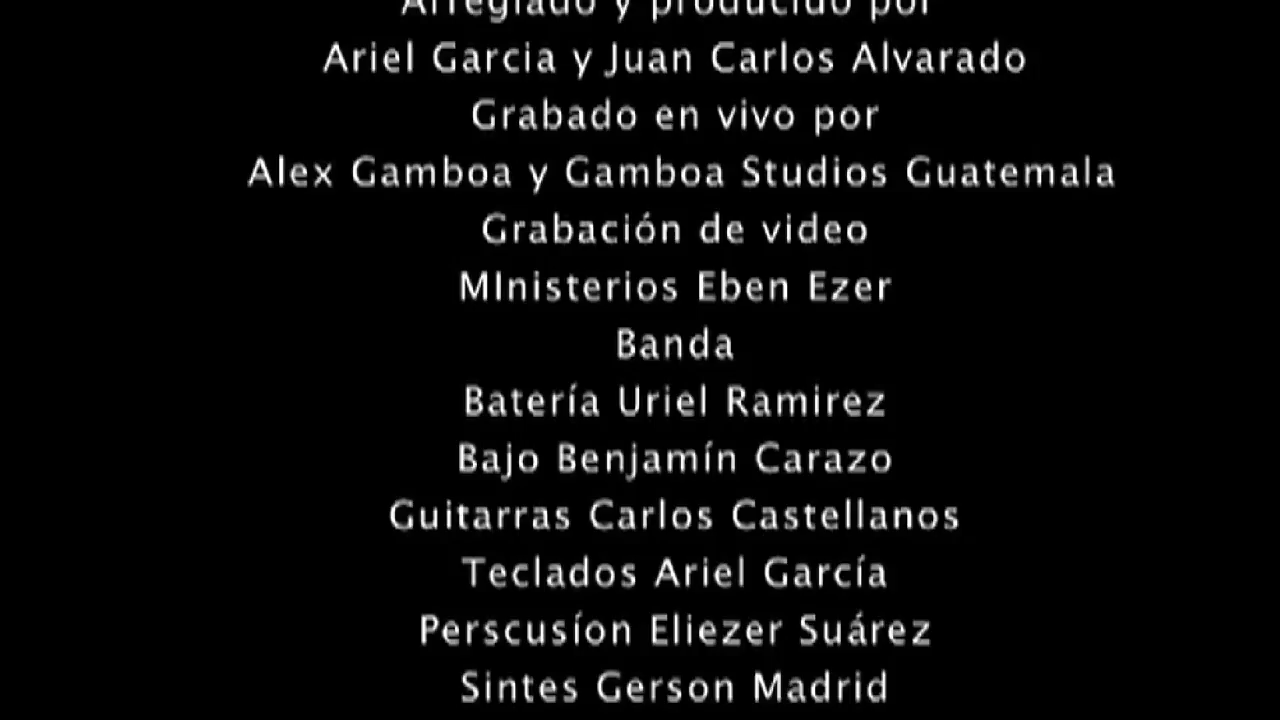 Arreglado y producido por
Ariel Garcia y Juan Carlos Alvarado
Grabado en vivo por
Alex Gamboa y Gamboa Studios Guatemala
Grabación de video
MInisterios Eben Ezer
Banda
Batería Uriel Ramirez
Bajo Benjamín Carazo
Guitarras Carlos Castellanos
Teclados Ariel García
Perscusíon Eliezer Suárez
Sintes Gerson Madrid